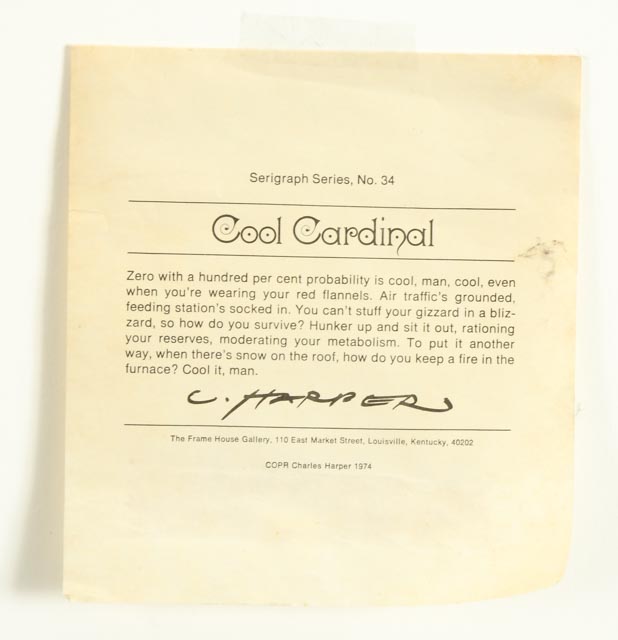 Serigraph Series, No. 34
Cool Cardinal
Zero with a hundred per cent probability is cool, man, cool, even
when you're wearing your red flannels. Air traffic's grounded,
feeding station's socked in. You can't stuff your gizzard in a bliz-
zard, so how do you survive? Hunker up and sit it out, rationing
your reserves, moderating your metabolism. To put it another
way, when there's snow on the roof, how do you keep a fire in the
furnace? Cool it, man.
C. HARPER
The Frame House Gallery, 110 East Market Street, Louisville, Kentucky, 40202
COPR Charles Harper 1974